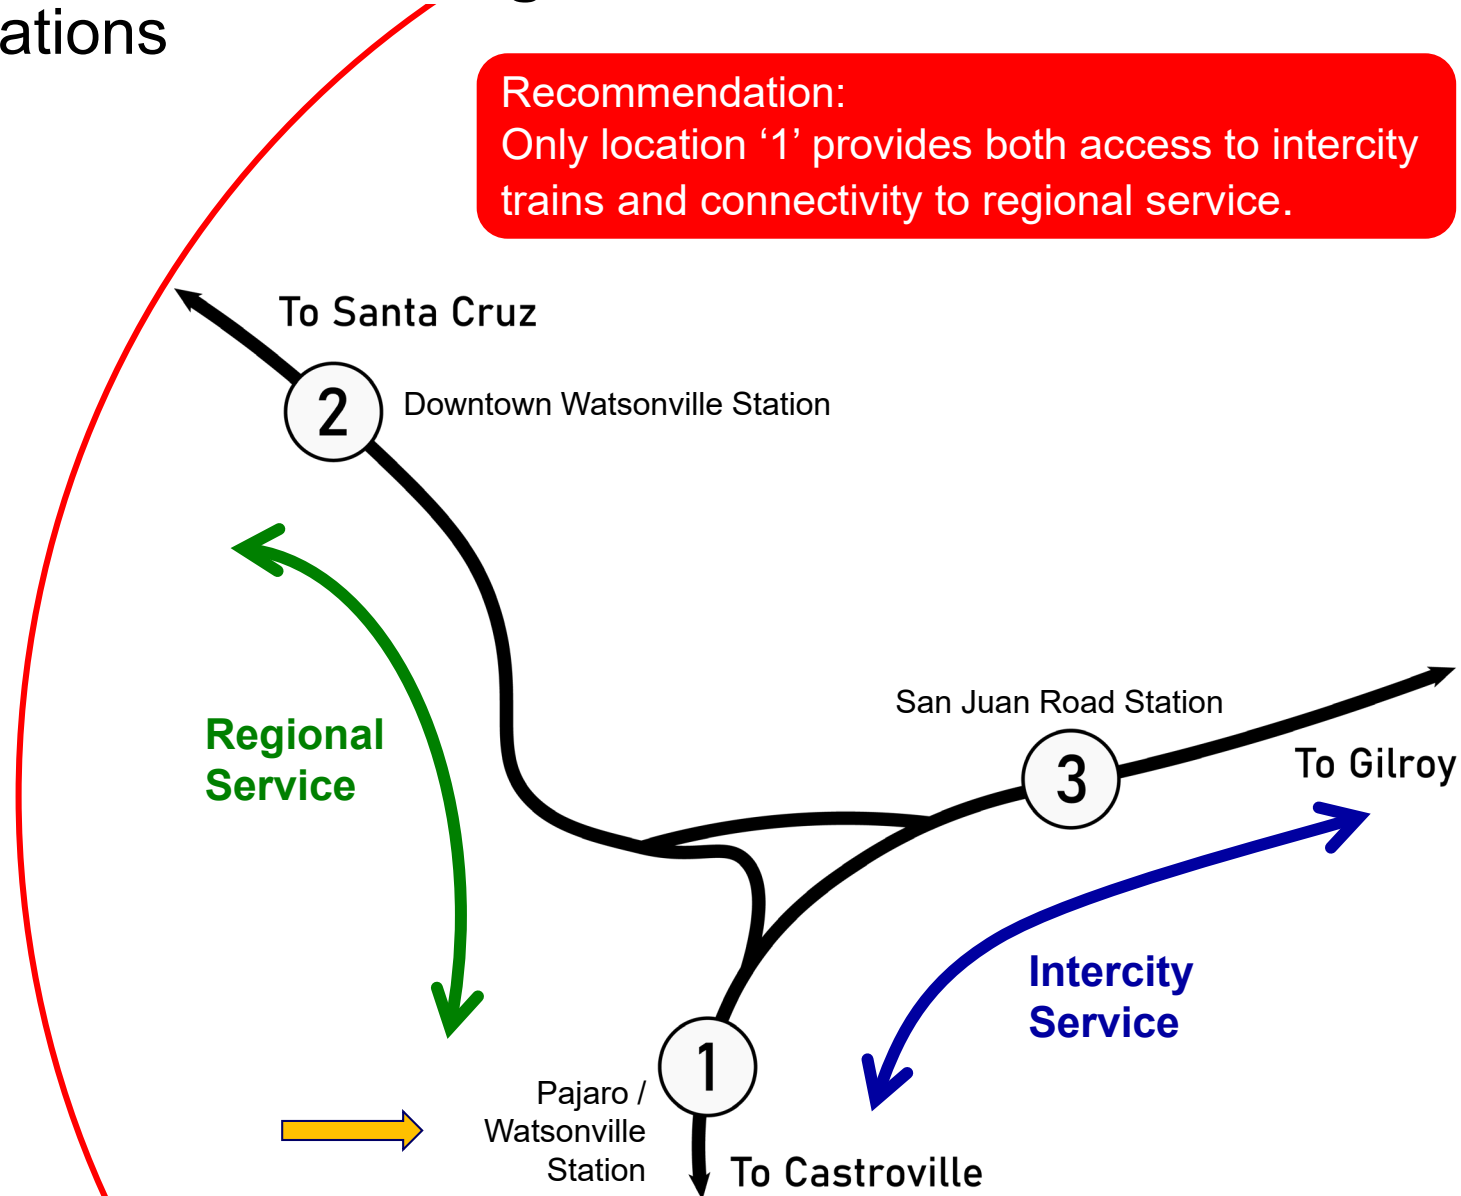 ations
Recommendation:
Only location ‘1’ provides both access to intercity
trains and connectivity to regional service.
To Santa Cruz
2
Downtown Watsonville Station
San Juan Road Station
3
To Gilroy
Regional
Service
Intercity
Service
1
Pajaro /
Watsonville
Station
To Castroville